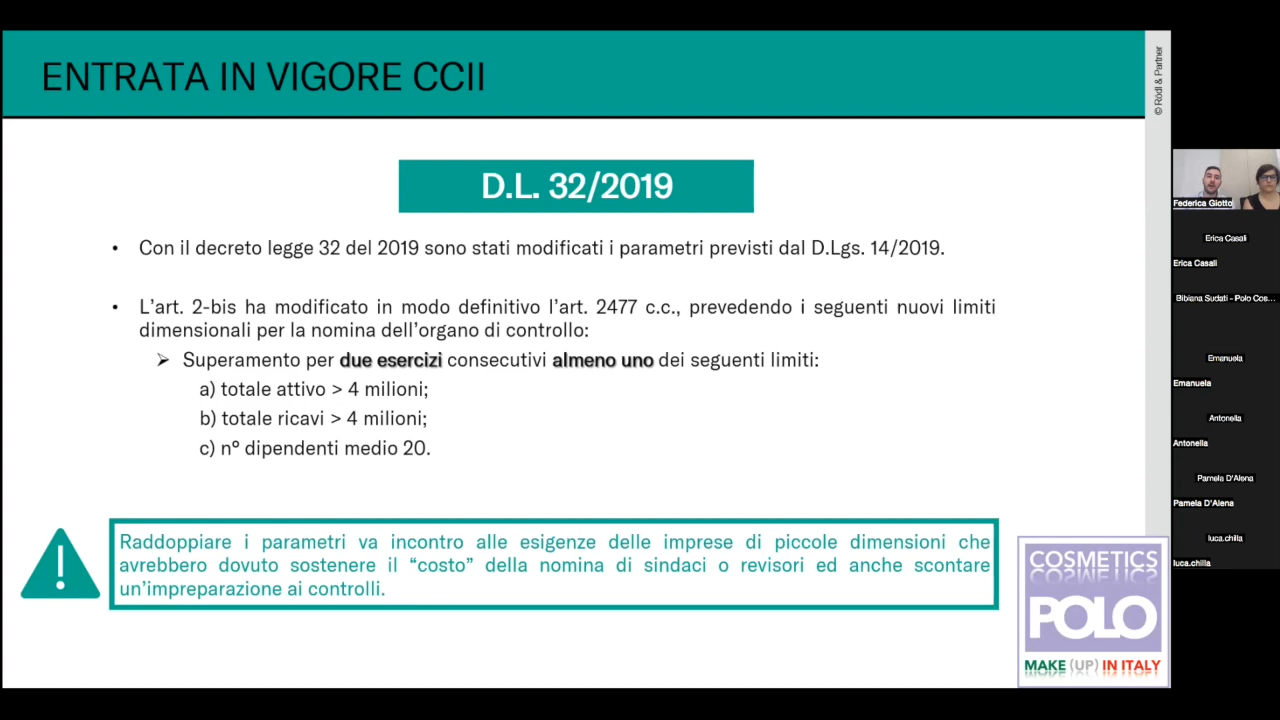 ENTRATA IN VIGORE CCII
© Rödl & Partner
D.L. 32/2019
• Con il decreto legge 32 del 2019 sono stati modificati i parametri previsti dal D.Lgs. 14/2019.
• L’art. 2-bis ha modificato in modo definitivo l’art. 2477 c.c., prevedendo i seguenti nuovi limiti
dimensionali per la nomina dell’organo di controllo:
➢ Superamento per due esercizi consecutivi almeno uno dei seguenti limiti:
a) totale attivo > 4 milioni;
b) totale ricavi > 4 milioni;
c) n° dipendenti medio 20.
!
Raddoppiare i parametri va incontro alle esigenze delle imprese di piccole dimensioni che
avrebbero dovuto sostenere il “costo” della nomina di sindaci o revisori ed anche scontare
un’impreparazione ai controlli.
COSMETICS
POLO
MAKE (UP) IN ITALY
Federica Giotto
Erica Casali
Erica Casali
Bibiana Sudati - Polo Cos...
Emanuela
Emanuela
Antonella
Antonella
Pamela D'Alena
Pamela D'Alena
luca.chilla
luca.chilla